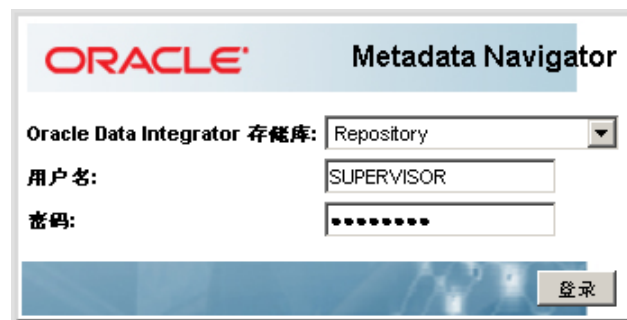 ORACLE
Metadata Navigator
Oracle Data Integrator 存储库: Repository
用户名: SUPERVISOR
密码: ••••••••
登录